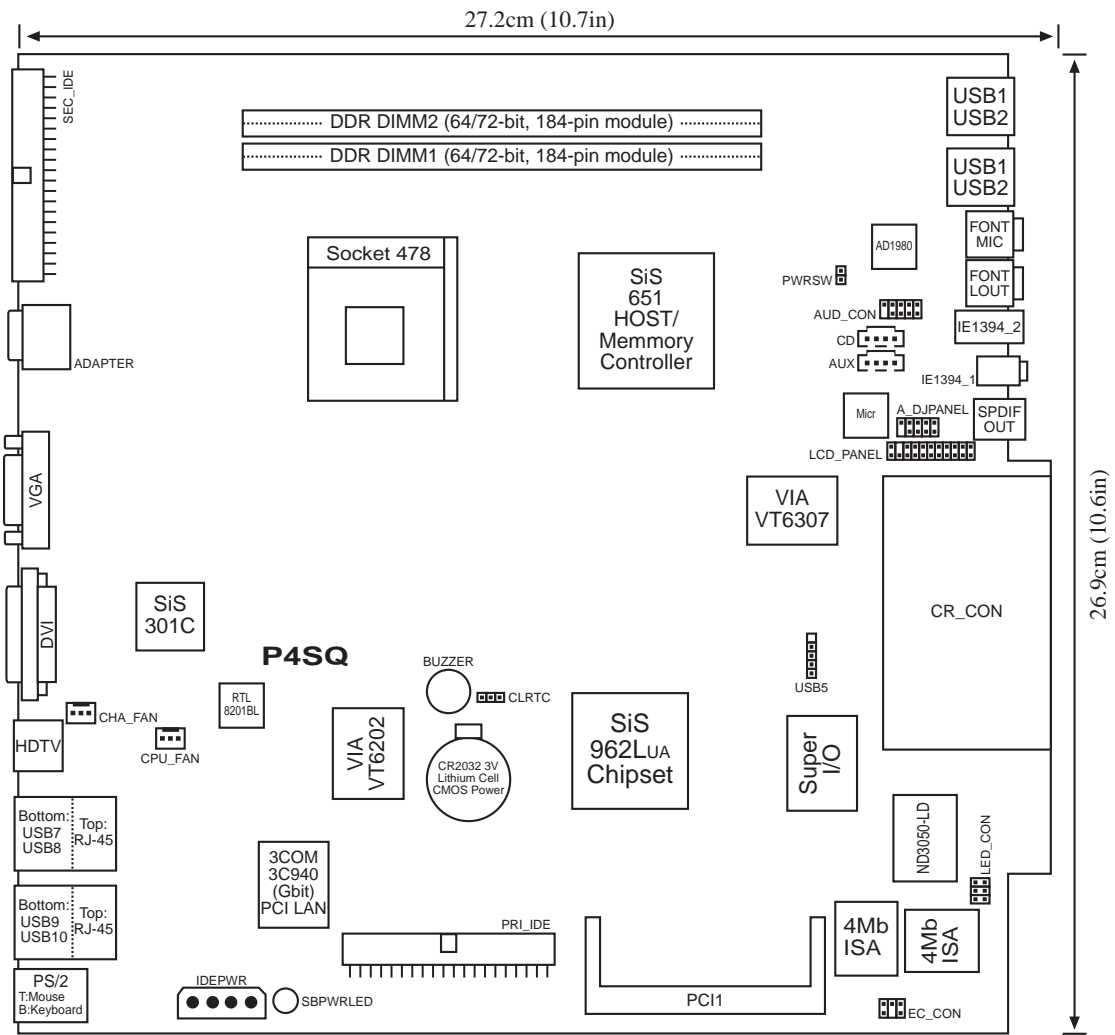 27.2cm (10.7in)
SEC_IDE
DDR DIMM2 (64/72-bit, 184-pin module)
DDR DIMM1 (64/72-bit, 184-pin module)
USB1
USB2
USB1
USB2
FONT
MIC
FONT
LOUT
AD1980
PWRSW
AUD_CON
CD
AUX
IE1394_2
IE1394_1
Socket 478
SiS
651
HOST/
Memmory
Controller
ADAPTER
Micr
A_DJPANEL
SPDIF
OUT
LCD_PANEL
VGA
VIA
VT6307
CR_CON
26.9cm (10.6in)
DVI
SiS
301C
P4SQ
BUZZER
CLRTC
USB5
RTL
8201BL
CHA_FAN
CPU_FAN
HDTV
VIA
VT6202
CR2032 3V
Lithium Cell
CMOS Power
SiS
962LUA
Chipset
Super
I/O
Bottom:
USB7
USB8
Top:
RJ-45
ND3050-LD
LED_CON
3COM
3C940
(Gbit)
PCI LAN
Bottom:
USB9
USB10
Top:
RJ-45
PRI_IDE
4Mb
ISA
4Mb
ISA
PS/2
T:Mouse
B:Keyboard
IDEPWR
SBPWRLED
PCI1
EC_CON